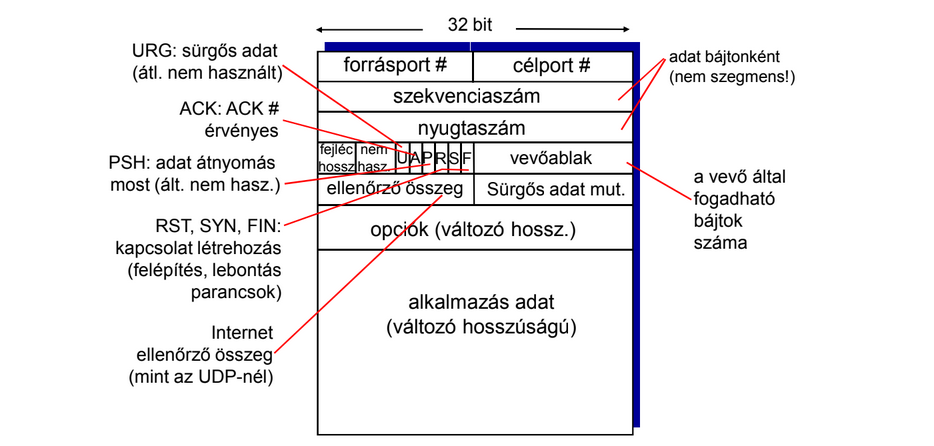 32 bit
URG: sürgős adat
(átl. nem használt)
ACK: ACK #
érvényes
PSH: adat átnyomás
most (ált. nem hasz.)
RST, SYN, FIN:
kapcsolat létrehozás
(felépítés, lebontás
parancsok)
Internet
ellenőrző összeg
(mint az UDP-nél)
forrásport #
célport #
szekvenciaszám
nyugtaszám
fejléc
hossz
nem
hasz.
U A P R S F
vevőablak
ellenőrző összeg
Sürgős adat mut.
opciók (változó hossz.)
alkalmazás adat
(változó hosszúságú)
adat bájtonként
(nem szegmens!)
a vevő által
fogadható
bájtok
száma